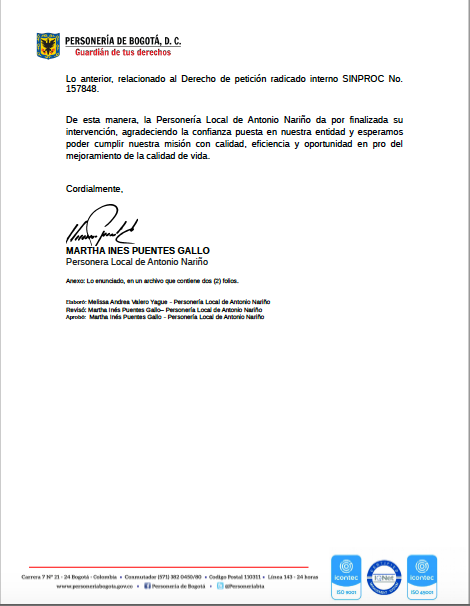 PERSONERÍA DE BOGOTÁ, D. C.
Guardián de tus derechos
Lo anterior, relacionado al Derecho de petición radicado interno SINPROC No.
157848.
De esta manera, la Personería Local de Antonio Nariño da por finalizada su
intervención, agradeciendo la confianza puesta en nuestra entidad y esperamos
poder cumplir nuestra misión con calidad, eficiencia y oportunidad en pro del
mejoramiento de la calidad de vida.
Cordialmente,
MARTHA INES PUENTES GALLO
Personera Local de Antonio Nariño
Anexo: Lo enunciado, en un archivo que contiene dos (2) folios.
Elaboró: Melissa Andrea Valero Yague - Personería Local de Antonio Nariño
Revisó: Martha Inés Puentes Gallo– Personería Local de Antonio Nariño
Aprobó: Martha Inés Puentes Gallo - Personería Local de Antonio Nariño
Carrera 7 Nº 21 - 24 Bogotá - Colombia • Conmutador (571) 382 0450/80 • Codigo Postal 110311 • Línea 143 - 24 horas
www.personeriabogota.gov.co • Personería de Bogotá • @Personeriabta
icontec
ISO 9001
IQNet
icontec
ISO 45001